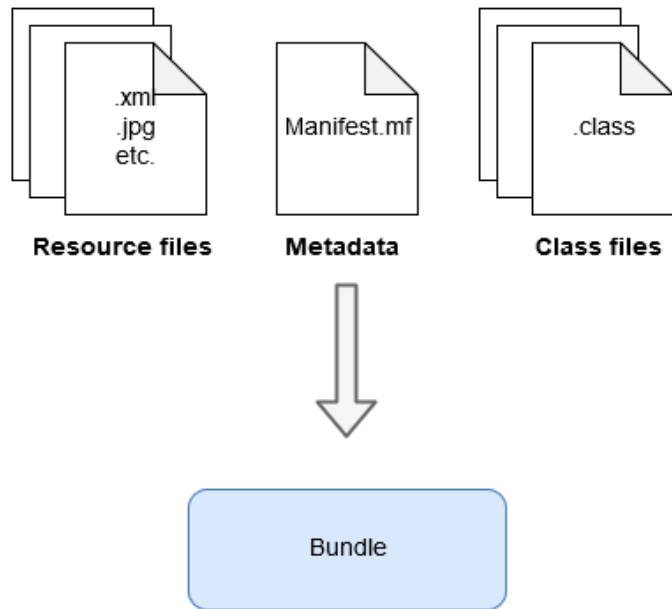 .xml
.jpg
etc.
Manifest.mf
.class
Resource files
Metadata
Class files
Bundle